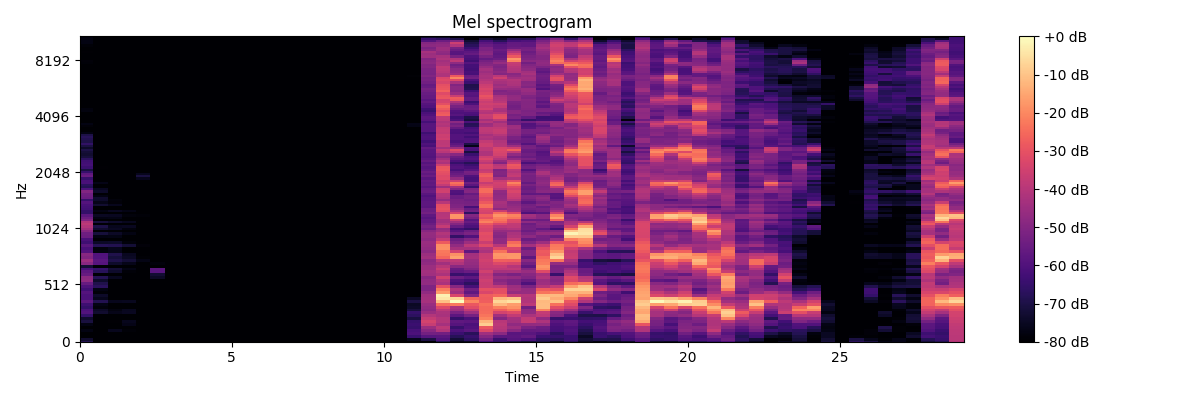 Mel spectrogram
+0 dB
8192
-10 dB
-20 dB
4096
-30 dB
Hz
2048
-40 dB
1024
-50 dB
-60 dB
512
-70 dB
0
-80 dB
0 5 10 15 20 25
Time